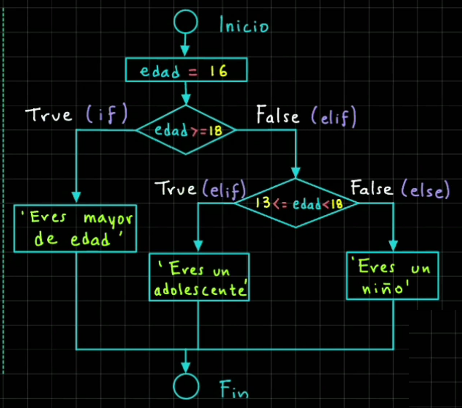 Inicio
edad = 16
True (if)
False (elif)
edad>=18
True(elif)
False(else)
13<= edad<18
'Eres mayor
de edad'
'Eres un
adolescente'
'Eres un
niño'
Fin